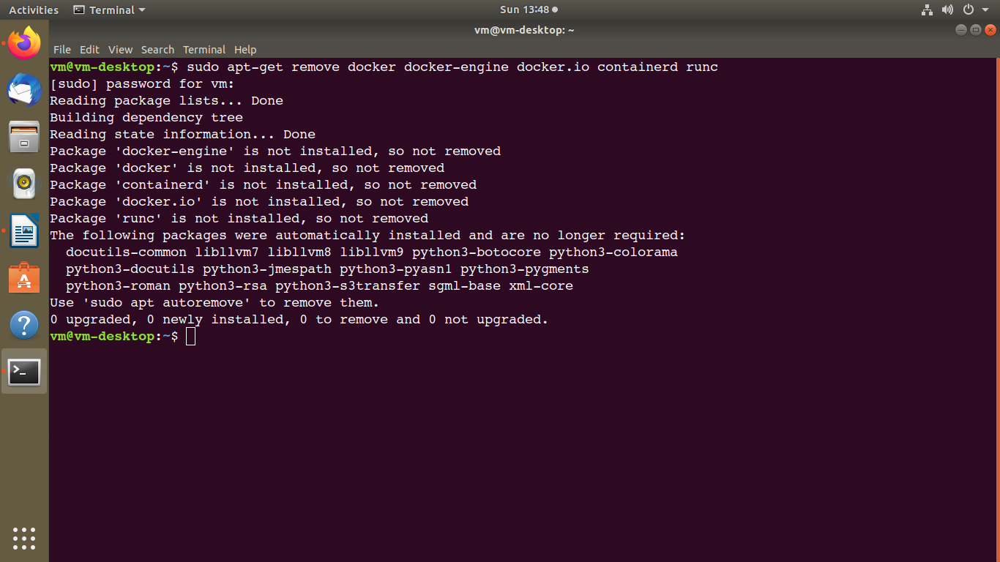 Activities Terminal Sun 13:48
vm@vm-desktop: ~
File Edit View Search Terminal Help
vm@vm-desktop:~$ sudo apt-get remove docker docker-engine docker.io containerd runc
[sudo] password for vm:
Reading package lists... Done
Building dependency tree
Reading state information... Done
Package 'docker-engine' is not installed, so not removed
Package 'docker' is not installed, so not removed
Package 'containerd' is not installed, so not removed
Package 'docker.io' is not installed, so not removed
Package 'runc' is not installed, so not removed
The following packages were automatically installed and are no longer required:
  docutils-common libllvm7 libllvm8 libllvm9 python3-botocore python3-colorama
  python3-docutils python3-jmespath python3-pyasn1 python3-pygments
  python3-roman python3-rsa python3-s3transfer sgml-base xml-core
Use 'sudo apt autoremove' to remove them.
0 upgraded, 0 newly installed, 0 to remove and 0 not upgraded.
vm@vm-desktop:~$